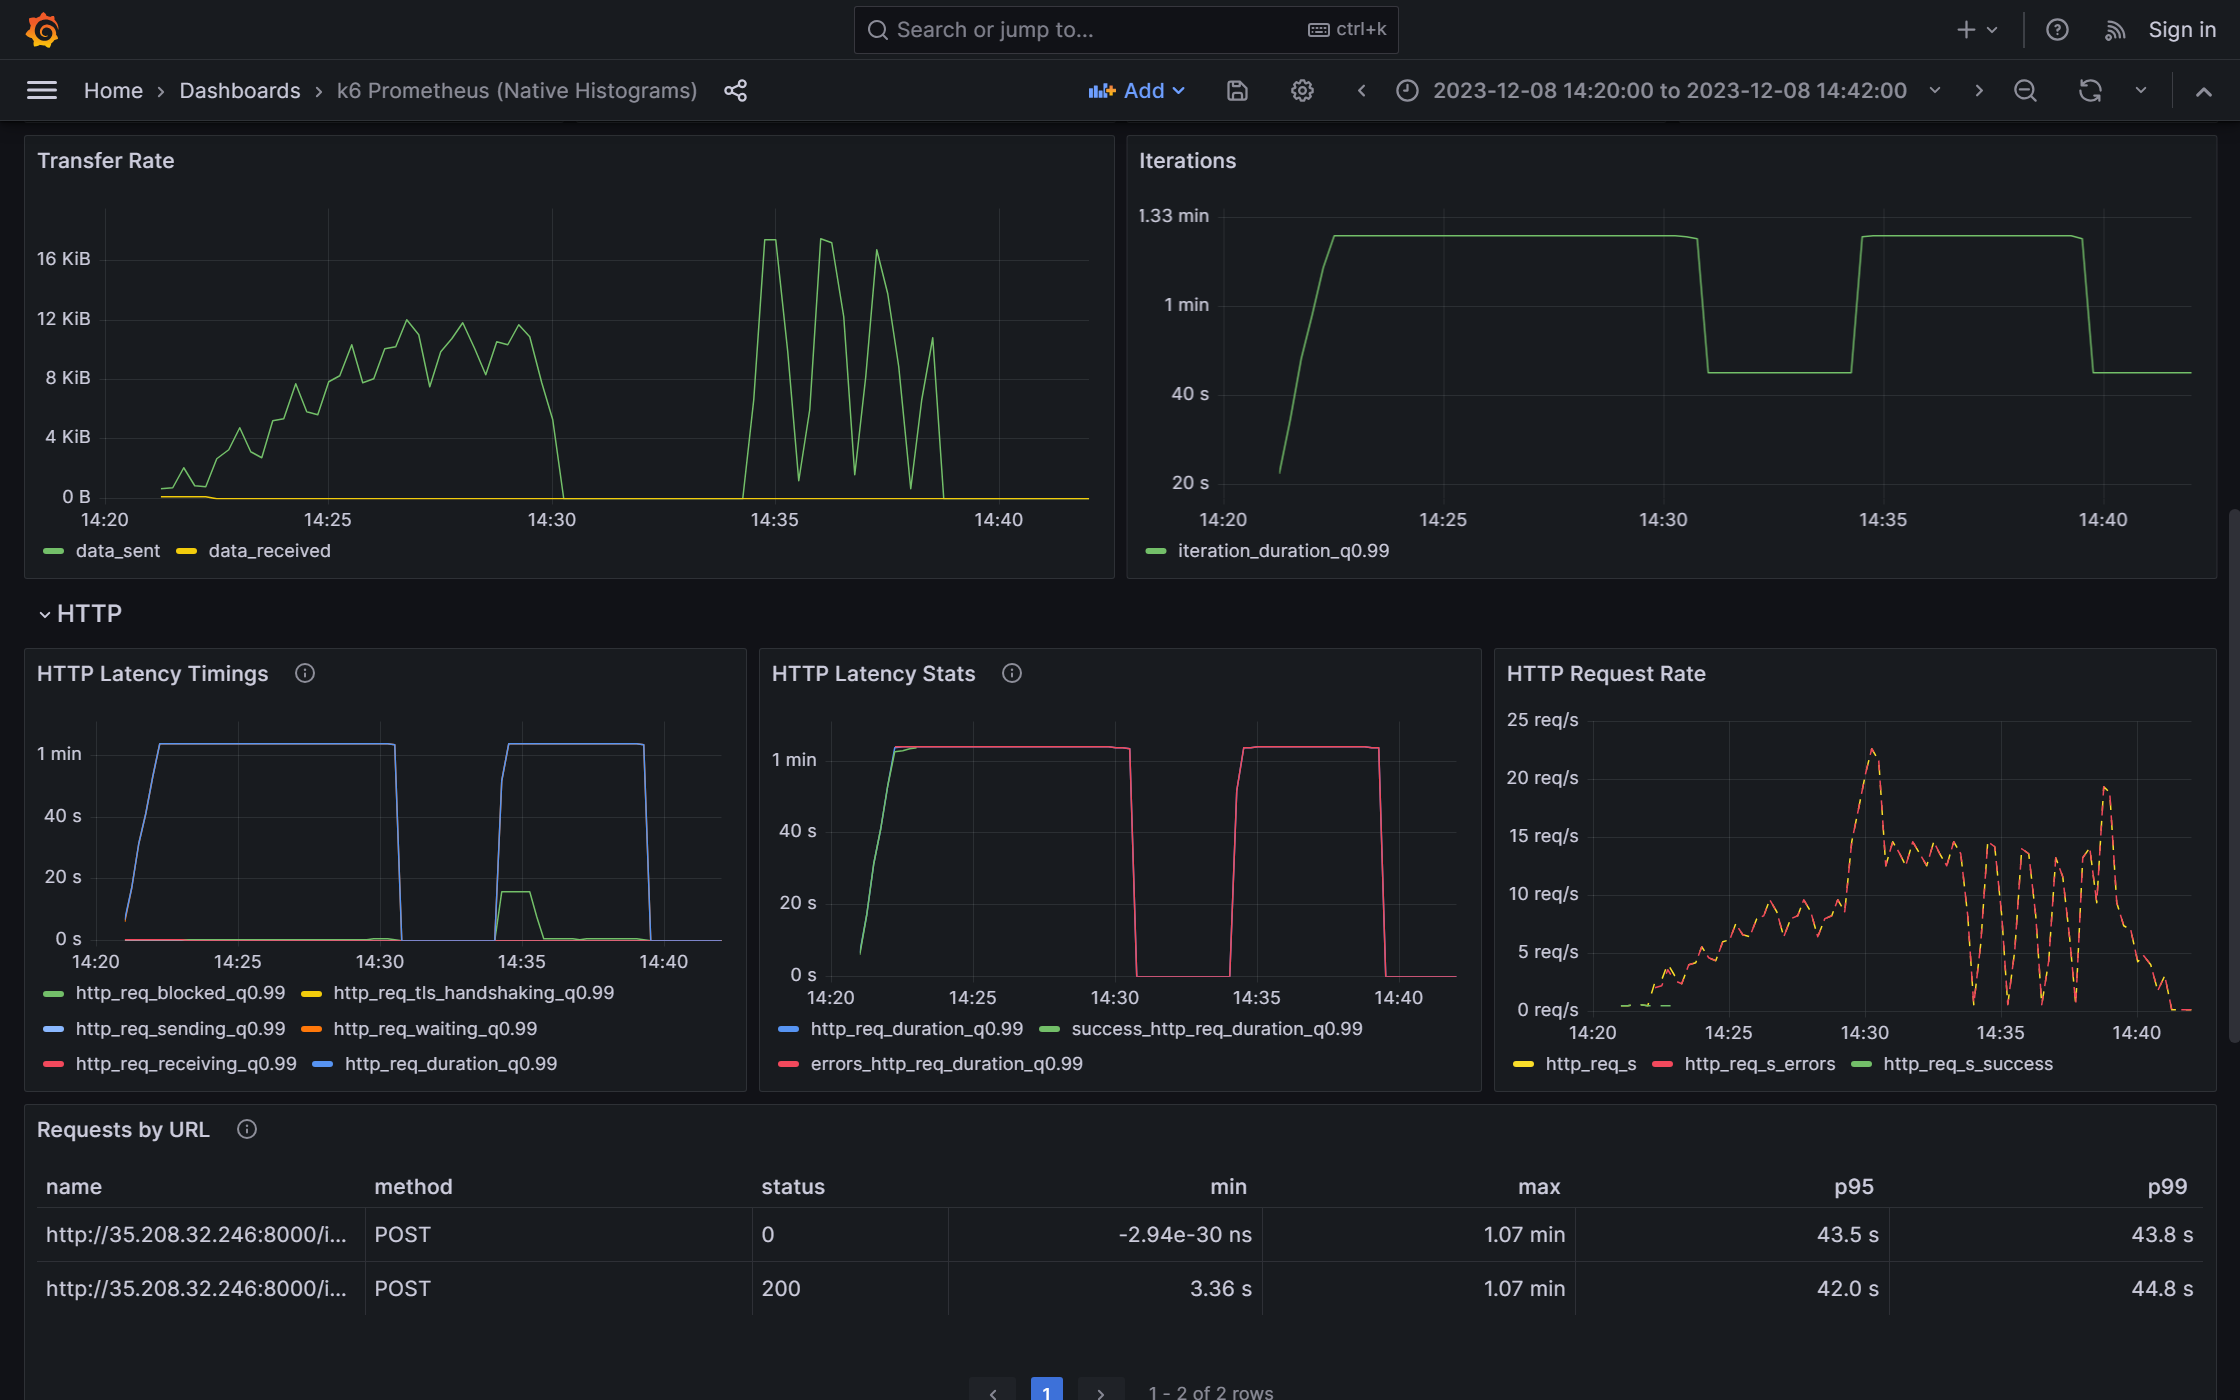 Search or jump to... ctrl+k Sign in
Home Dashboards k6 Prometheus (Native Histograms) Add 2023-12-08 14:20:00 to 2023-12-08 14:42:00
Transfer Rate
16 KiB
12 KiB
8 KiB
4 KiB
0 B
14:20 14:25 14:30 14:35 14:40
data_sent data_received
Iterations
1.33 min
1 min
40 s
20 s
14:20 14:25 14:30 14:35 14:40
iteration_duration_q0.99
HTTP
HTTP Latency Timings
1 min
40 s
20 s
0 s
14:20 14:25 14:30 14:35 14:40
http_req_blocked_q0.99 http_req_tls_handshaking_q0.99
http_req_sending_q0.99 http_req_waiting_q0.99
http_req_receiving_q0.99 http_req_duration_q0.99
HTTP Latency Stats
1 min
40 s
20 s
0 s
14:20 14:25 14:30 14:35 14:40
http_req_duration_q0.99 success_http_req_duration_q0.99
errors_http_req_duration_q0.99
HTTP Request Rate
25 req/s
20 req/s
15 req/s
10 req/s
5 req/s
0 req/s
14:20 14:25 14:30 14:35 14:40
http_req_s http_req_s_errors http_req_s_success
Requests by URL
name method status min max p95 p99
http://35.208.32.246:8000/i... POST 0 -2.94e-30 ns 1.07 min 43.5 s 43.8 s
http://35.208.32.246:8000/i... POST 200 3.36 s 1.07 min 42.0 s 44.8 s
1 1 - 2 of 2 rows